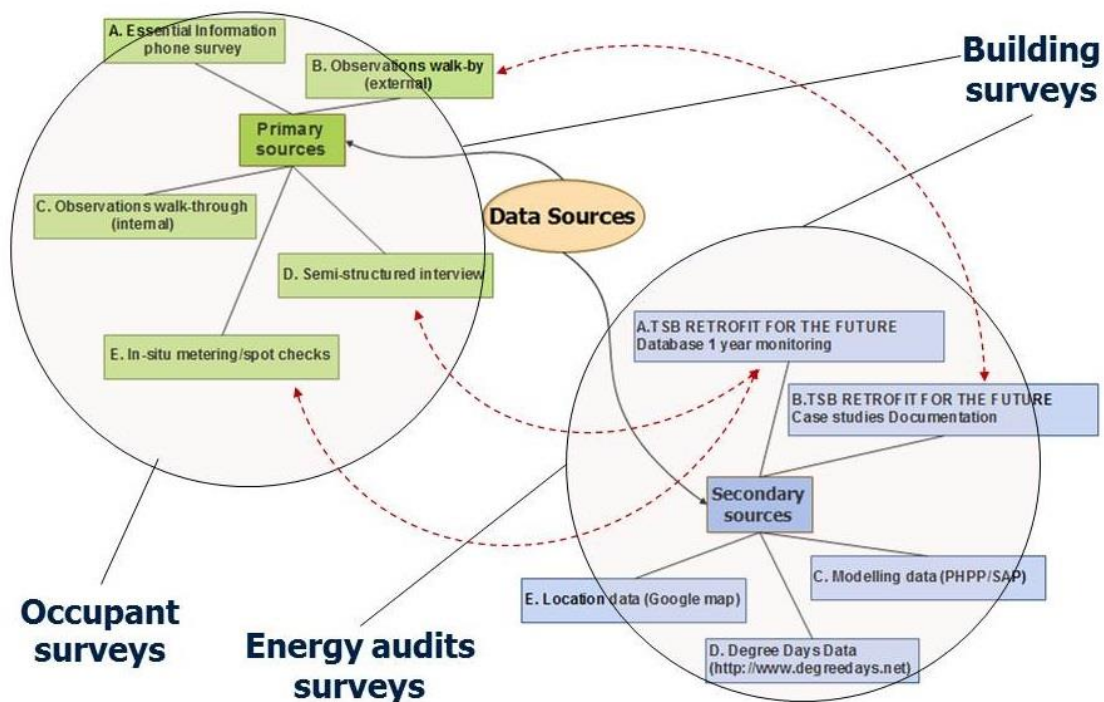 A. Essential Information
phone survey
B. Observations walk-by
(external)
Building
surveys
Primary
sources
C. Observations walk-through
(internal)
Data Sources
D. Semi-structured interview
E. In-situ metering/spot checks
A.TSB RETROFIT FOR THE FUTURE
Database 1 year monitoring
B.TSB RETROFIT FOR THE FUTURE
Case studies Documentation
Secondary
sources
C. Modelling data (PHPP/SAP)
E. Location data (Google map)
D. Degree Days Data
(http://www.degreedays.net)
Occupant
surveys
Energy audits
surveys